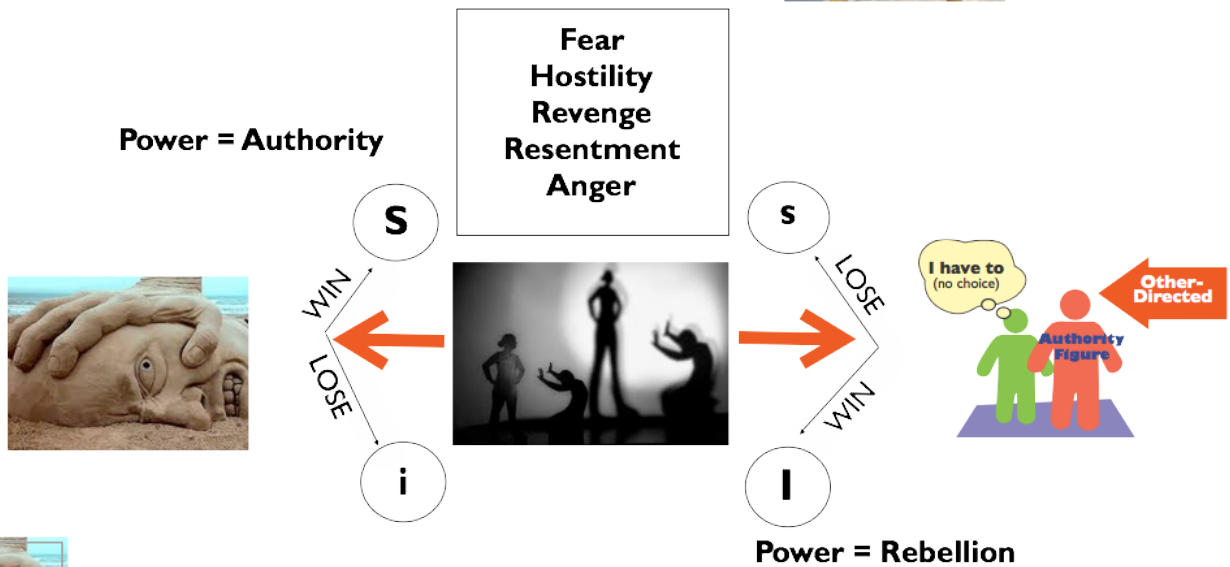 Fear
Hostility
Revenge
Resentment
Anger
Power = Authority
S
WIN
LOSE
i
s
LOSE
WIN
I
I have to
(no choice)
Other-
Directed
Authority
Figure
Power = Rebellion